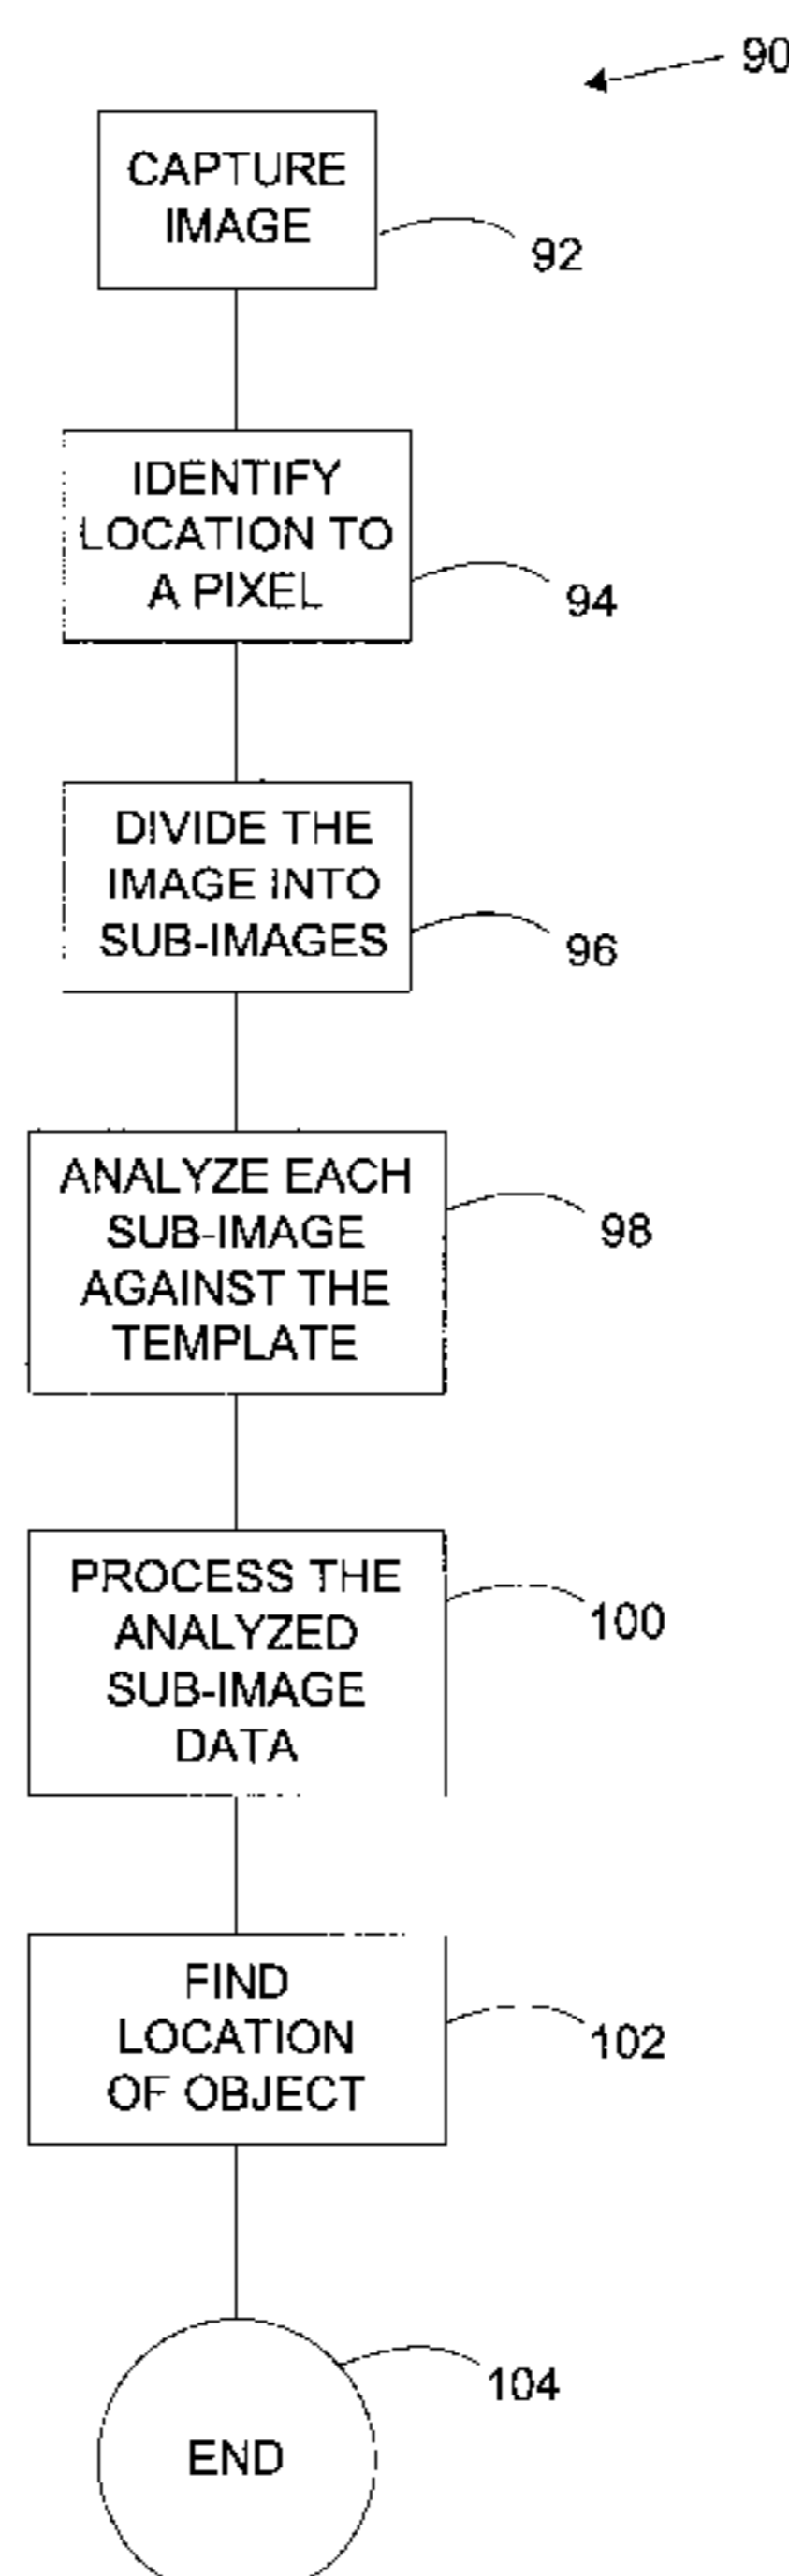 90
CAPTURE
IMAGE
92
IDENTIFY
LOCATION TO
A PIXEL
94
DIVIDE THE
IMAGE INTO
SUB-IMAGES
96
ANALYZE EACH
SUB-IMAGE
AGAINST THE
TEMPLATE
98
PROCESS THE
ANALYZED
SUB-IMAGE
DATA
100
FIND
LOCATION
OF OBJECT
102
END
104